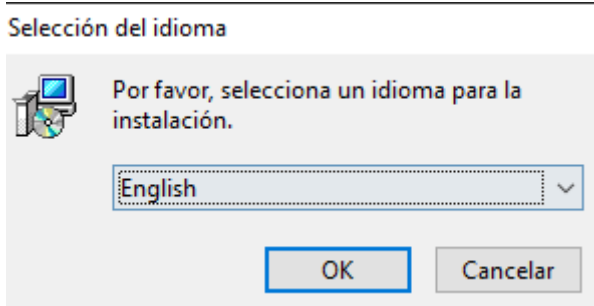 Selección del idioma
Por favor, selecciona un idioma para la
instalación.
English
OK
Cancelar